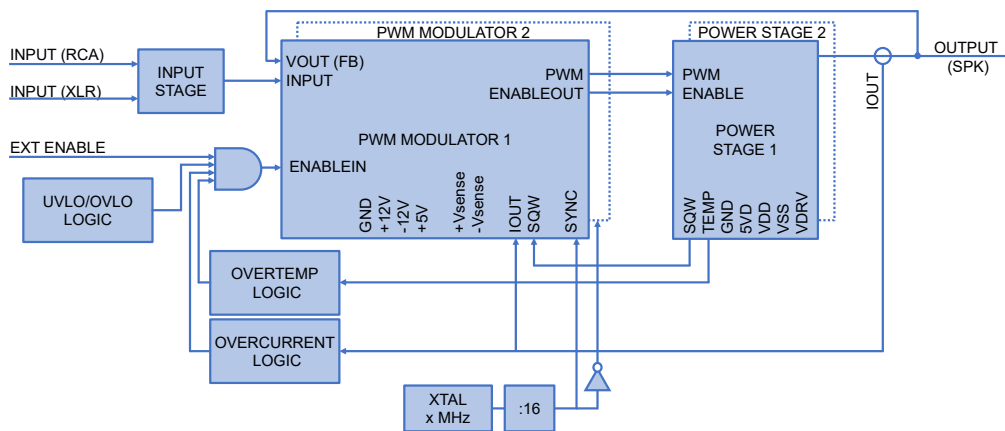 PWM MODULATOR 2
POWER STAGE 2
INPUT (RCA)
INPUT (XLR)
INPUT
STAGE
VOUT (FB)
INPUT
PWM
ENABLEOUT
PWM
ENABLE
OUTPUT
(SPK)
IOUT
EXT ENABLE
PWM MODULATOR 1
POWER
STAGE 1
ENABLEIN
UVLO/OVLO
LOGIC
GND
+12V
-12V
+5V
+Vsense
-Vsense
IOUT
SQW
SYNC
SQW
TEMP
GND
5VD
VDD
VSS
VDRV
OVERTEMP
LOGIC
OVERCURRENT
LOGIC
XTAL
x MHz
:16